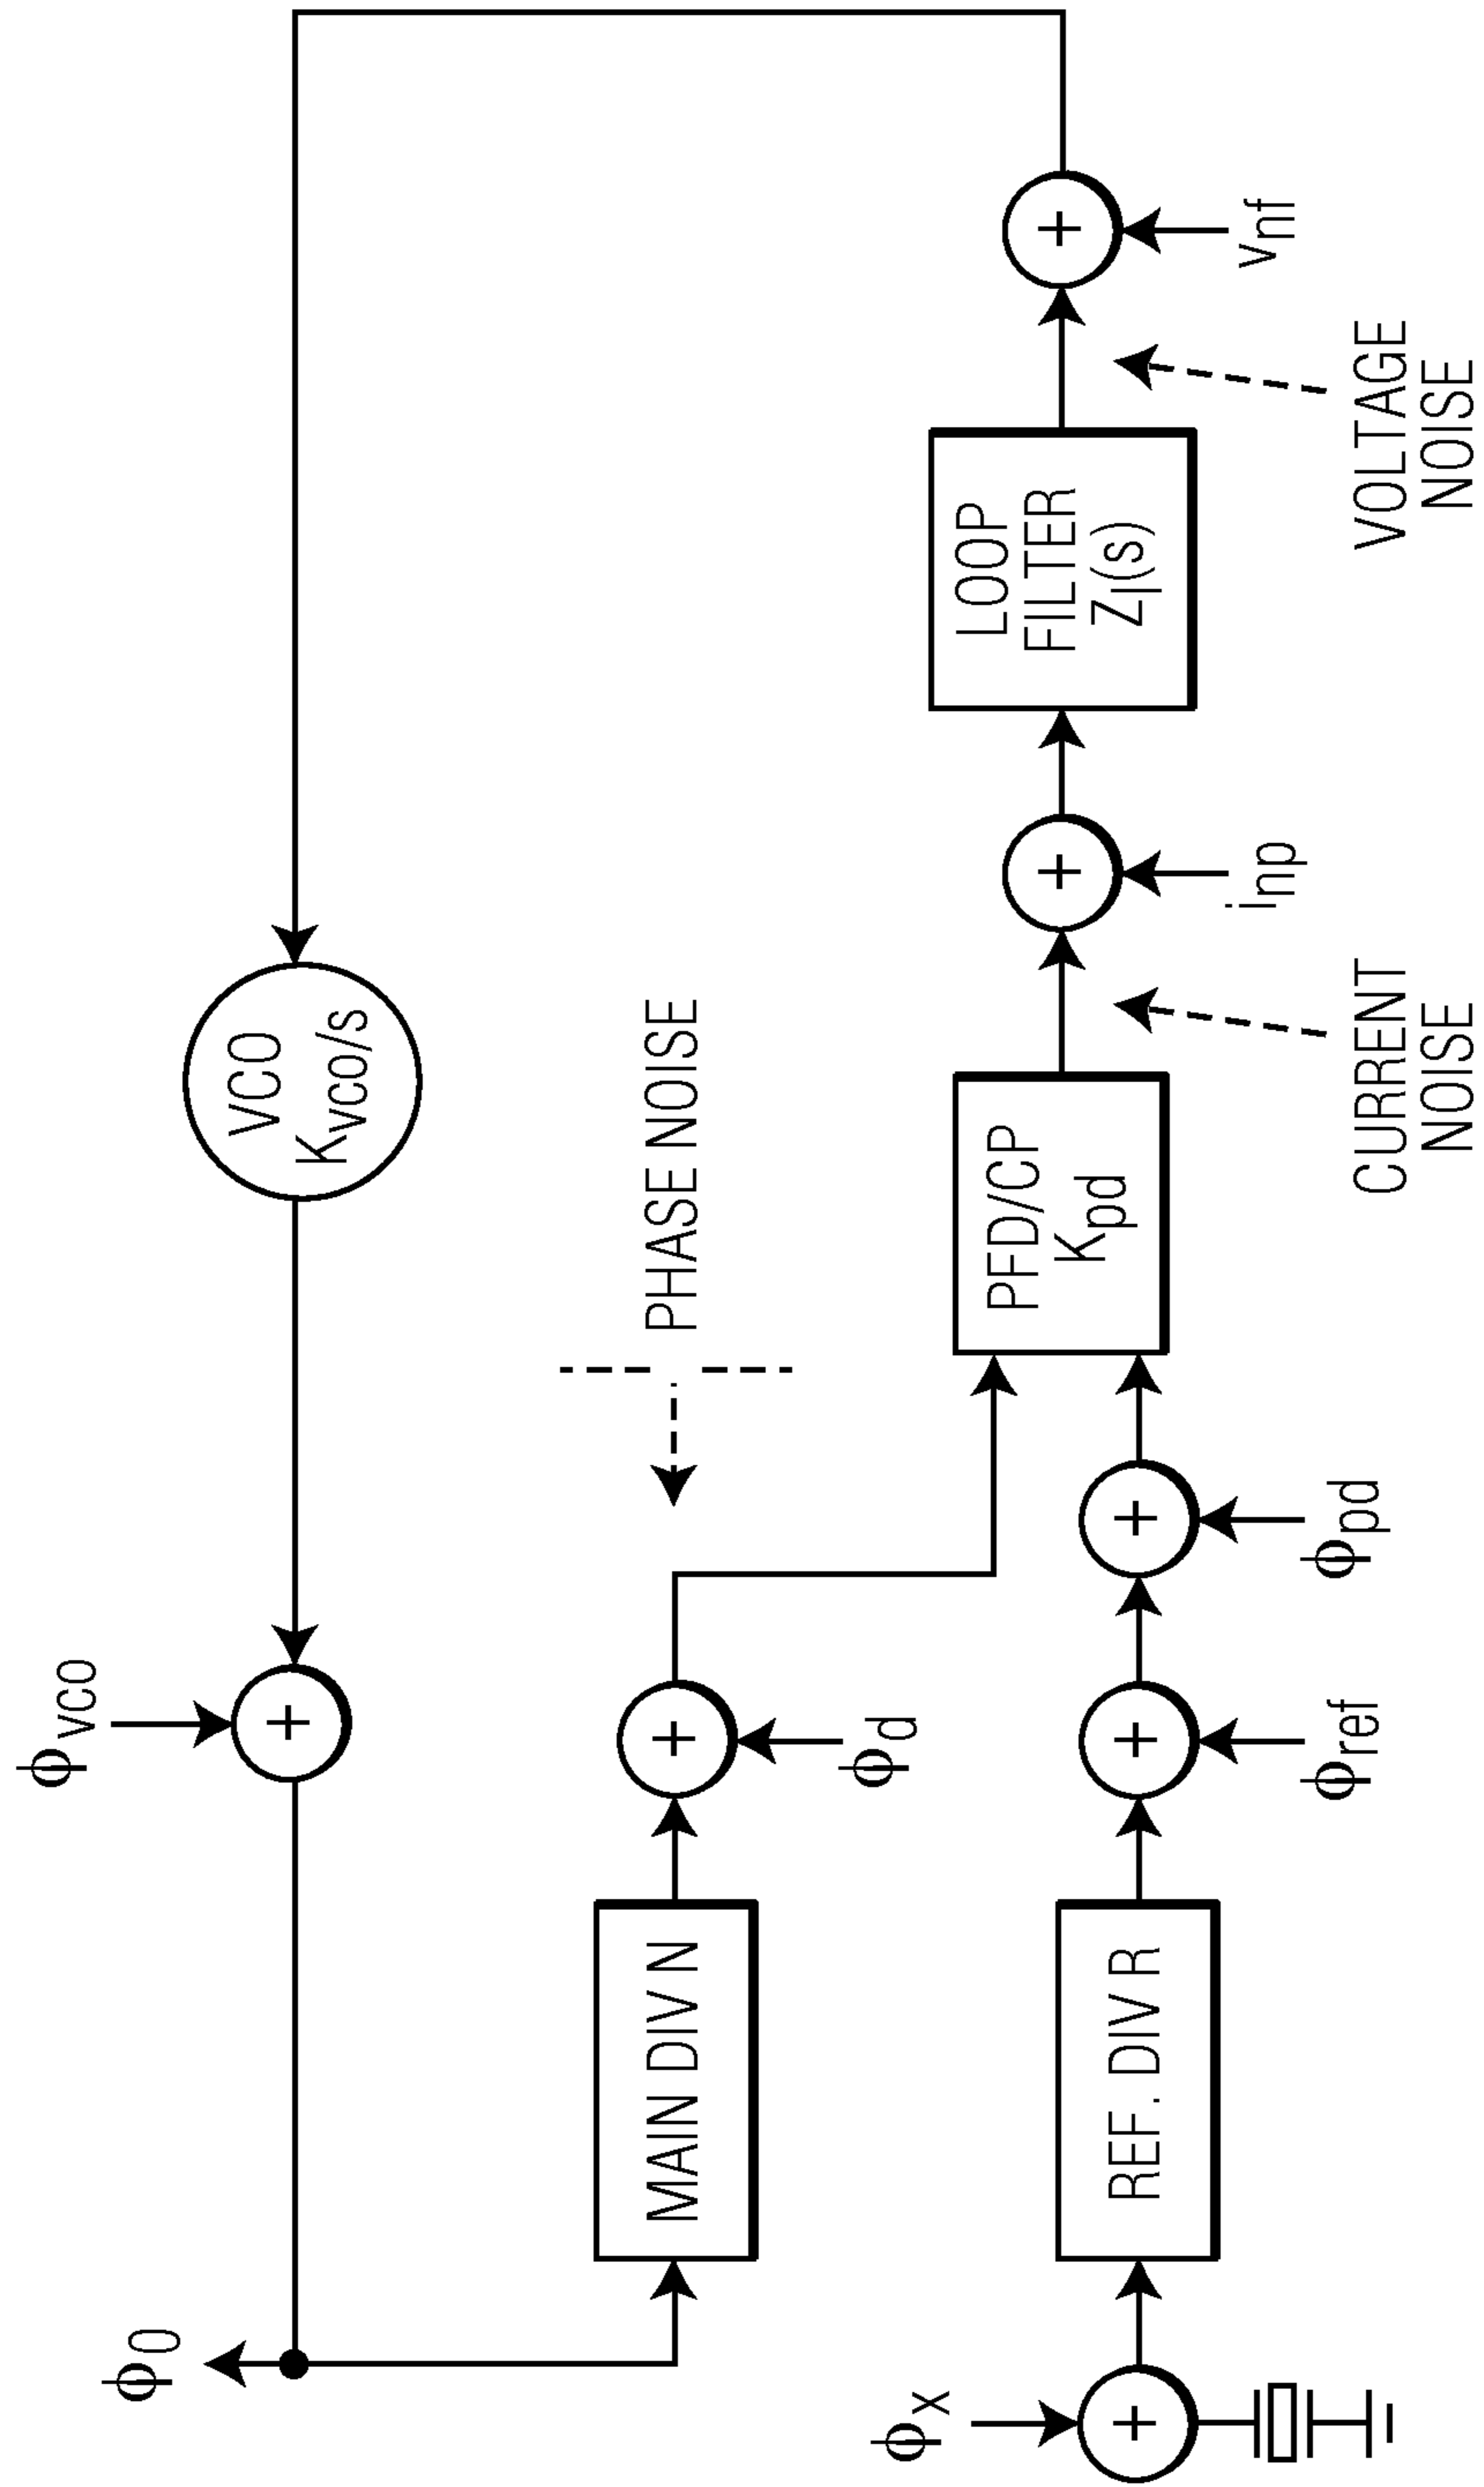 ϕ0
ϕvco
VCO
Kvco/s
MAIN DIV N
ϕd
PHASE NOISE
ϕx
REF. DIV R
ϕref
ϕpd
PFD/CP
Kpd
inp
LOOP
FILTER
Zl(s)
vnf
CURRENT
NOISE
VOLTAGE
NOISE